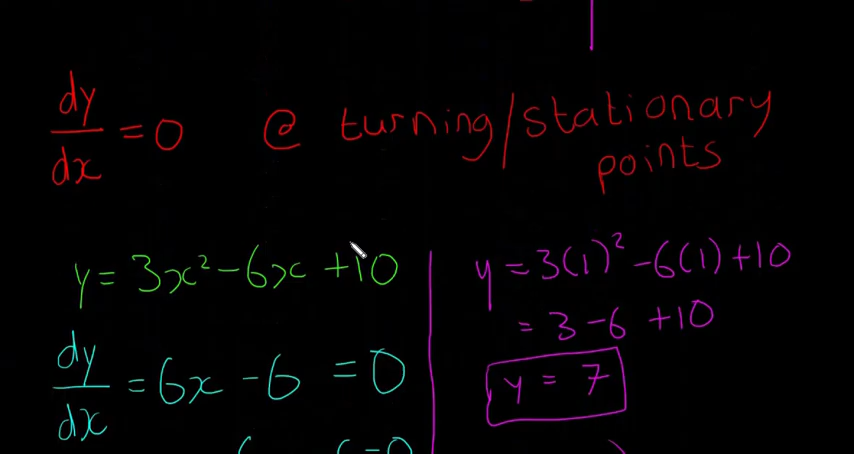 dy/dx = 0 @ turning/stationary
points
y = 3x² - 6x + 10
dy/dx = 6x - 6 = 0
y = 3(1)² - 6(1) + 10
= 3 - 6 + 10
y = 7